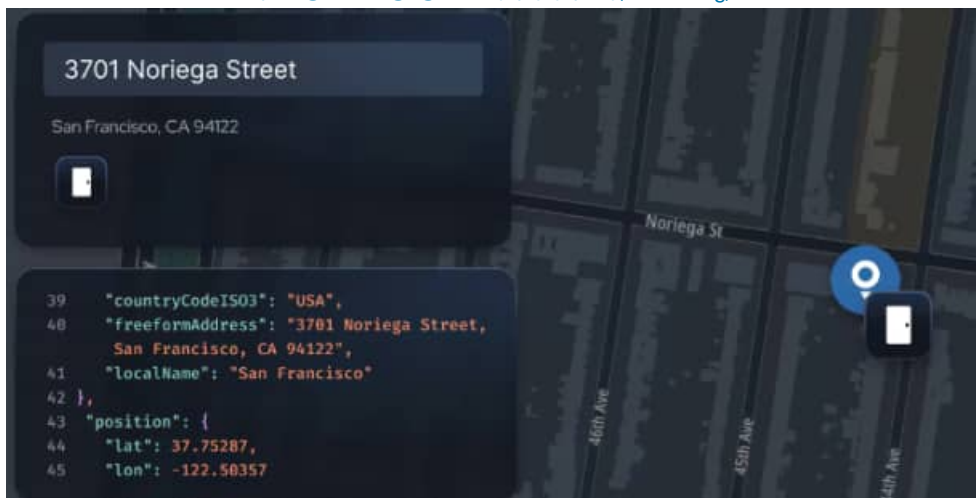 3701 Noriega Street
San Francisco, CA 94122
39 "countryCodeISO3": "USA",
40 "freeformAddress": "3701 Noriega Street,
San Francisco, CA 94122",
41 "localName": "San Francisco"
42 },
43 "position": {
44 "lat": 37.75287,
45 "lon": -122.50357
Noriega St
46th Ave
45th Ave
Ave